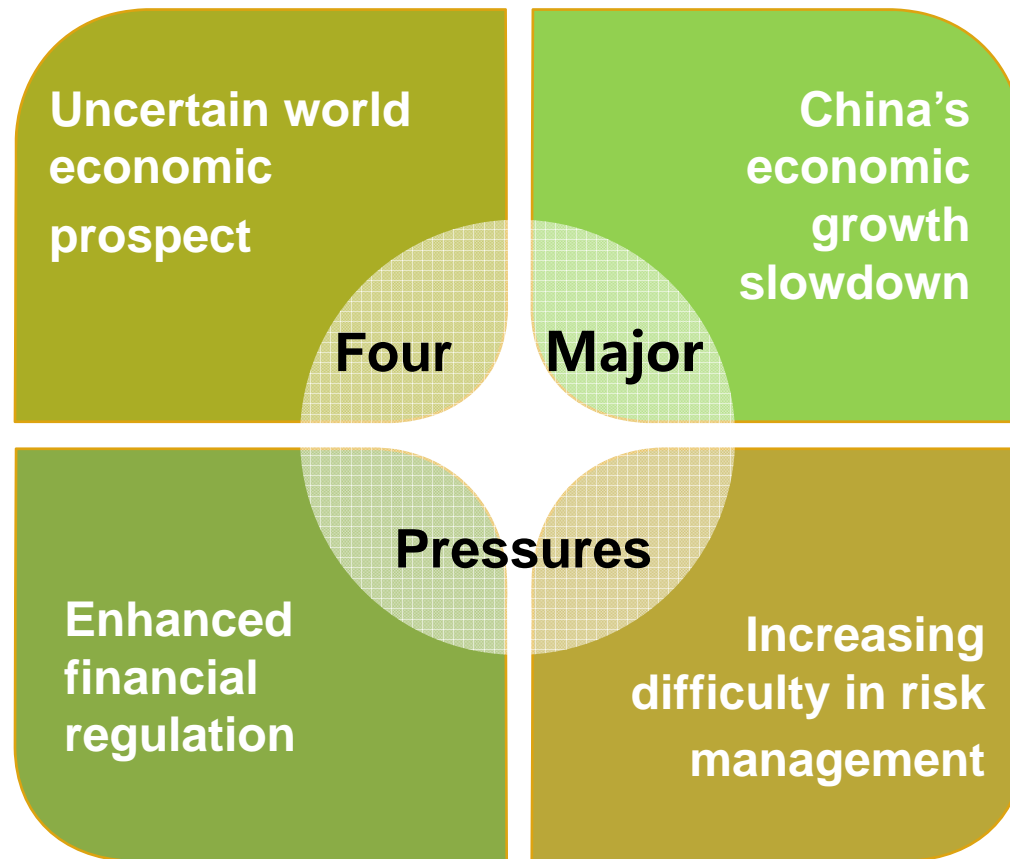 Uncertain world
economic
prospect
China’s
economic
growth
slowdown
Four Major
Pressures
Enhanced
financial
regulation
Increasing
difficulty in risk
management